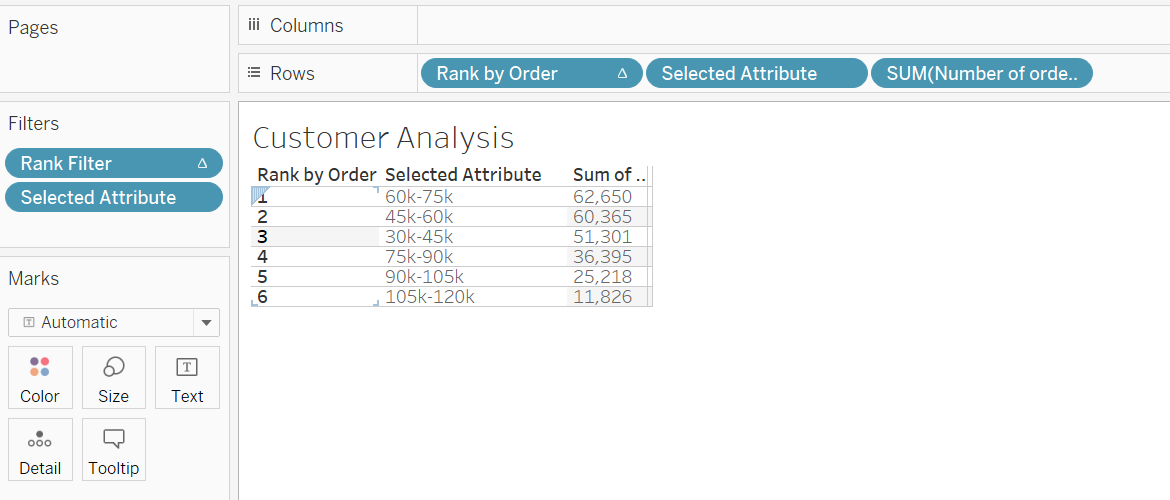 Pages
Columns
Rows
Rank by Order Δ Selected Attribute SUM(Number of orde..
Filters
Rank Filter Δ
Selected Attribute
Marks
Automatic
Color Size Text
Detail Tooltip
Customer Analysis
Rank by Order Selected Attribute Sum of ..
1 60k-75k 62,650
2 45k-60k 60,365
3 30k-45k 51,301
4 75k-90k 36,395
5 90k-105k 25,218
6 105k-120k 11,826